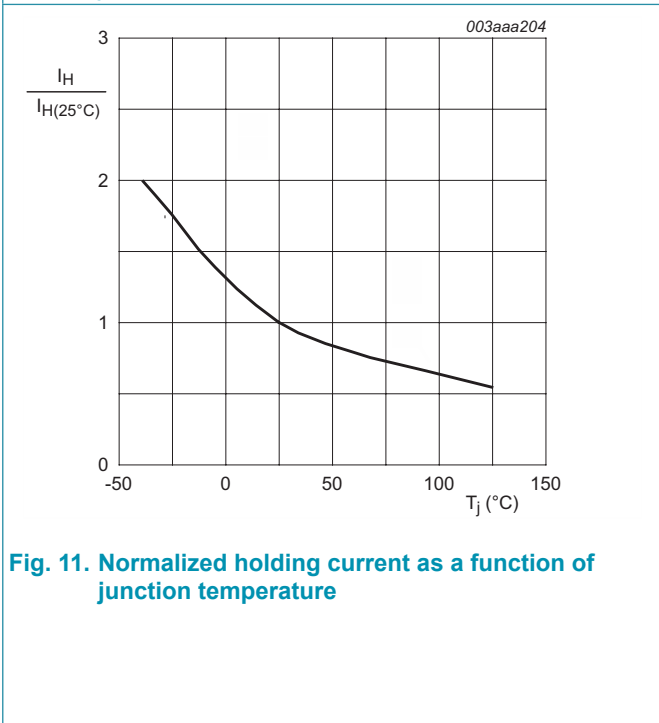 003aaa204
3
I_H
I_H(25°C)
2
1
0
-50 0 50 100 150
T_j (°C)
Fig. 11. Normalized holding current as a function of
junction temperature